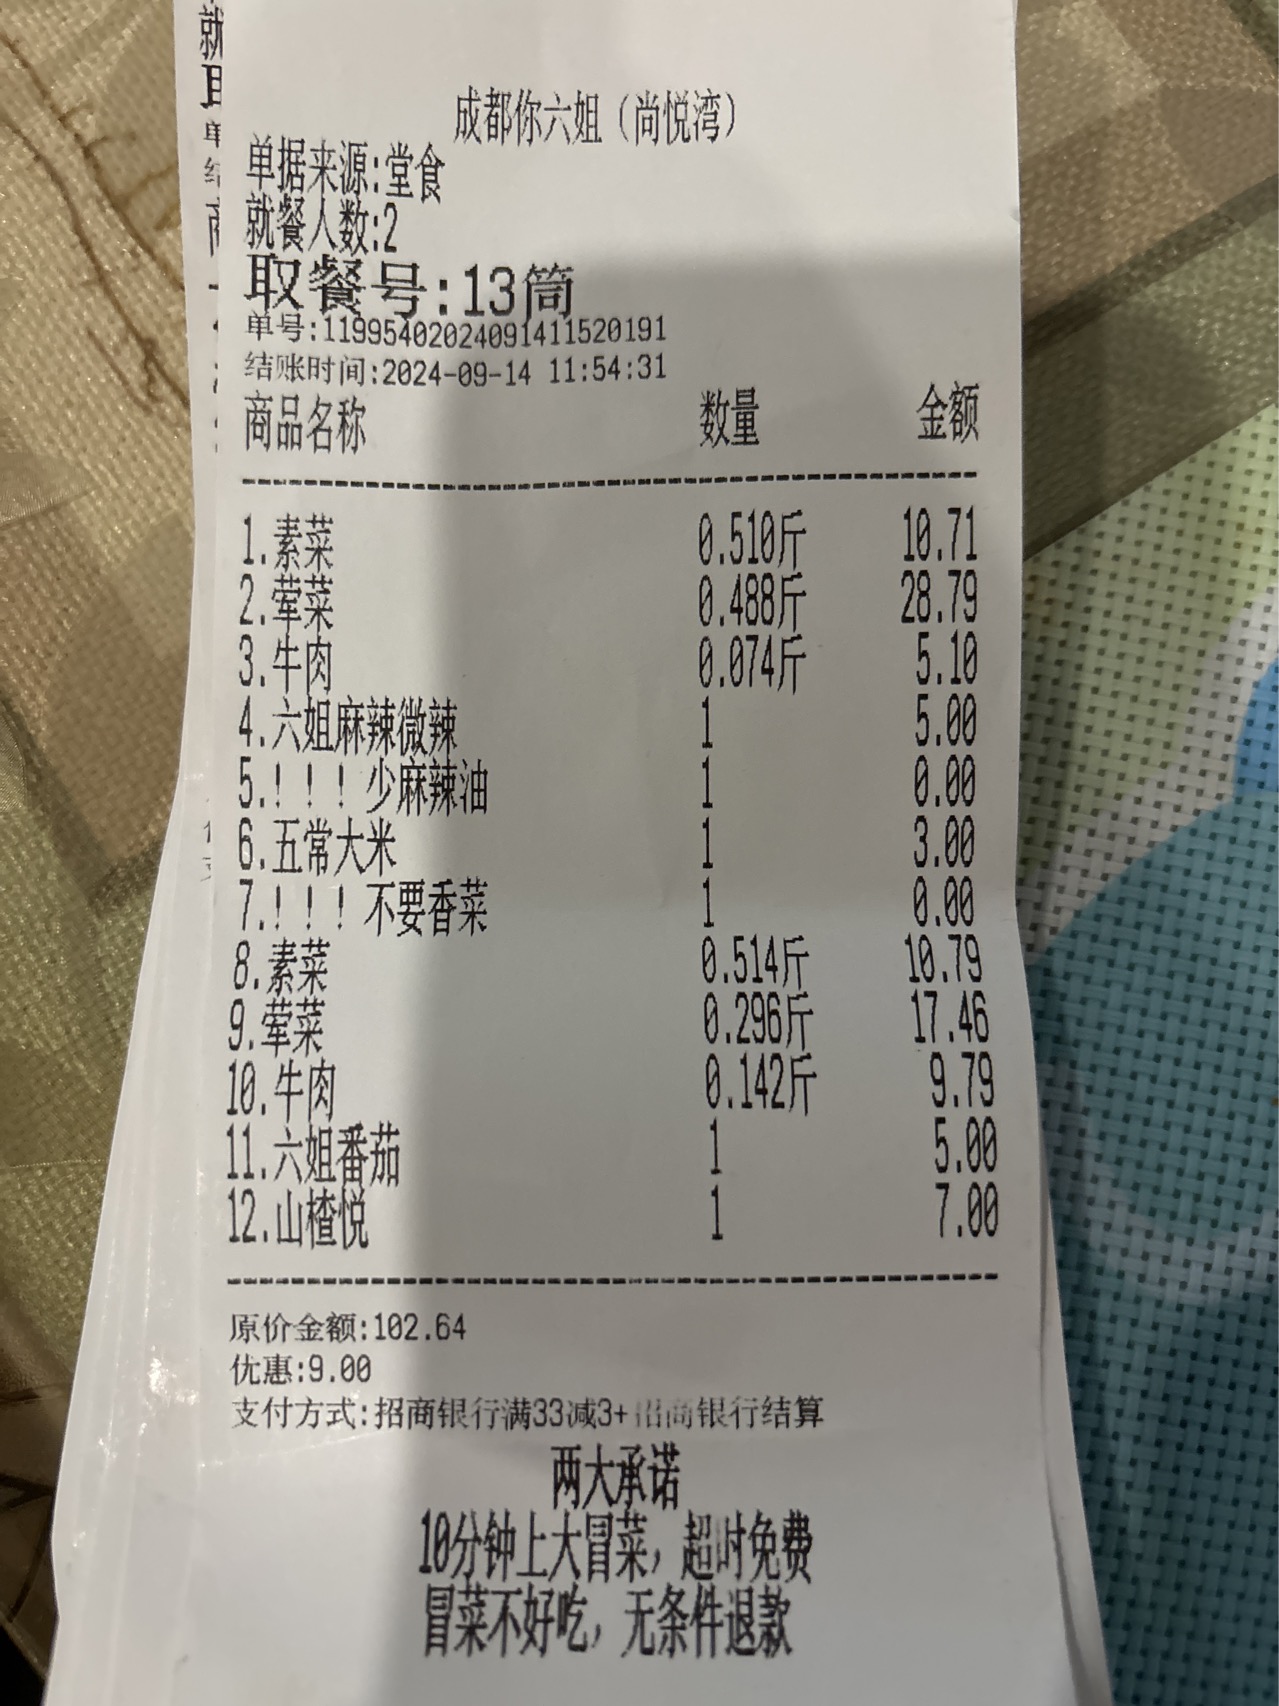 成都你六姐（尚悦湾）
单据来源:堂食
就餐人数:2
取餐号:13筒
单号:11995402024091411520191
结账时间:2024-09-14 11:54:31
商品名称 数量 金额
1.素菜 0.510斤 10.71
2.荤菜 0.488斤 28.79
3.牛肉 0.074斤 5.10
4.六姐麻辣微辣 1 5.00
5.！！！少麻辣油 1 0.00
6.五常大米 1 3.00
7.！！！不要香菜 1 0.00
8.素菜 0.514斤 10.79
9.荤菜 0.296斤 17.46
10.牛肉 0.142斤 9.79
11.六姐番茄 1 5.00
12.山楂悦 1 7.00
原价金额:102.64
优惠:9.00
支付方式:招商银行满33减3+招商银行结算
两大承诺
10分钟上大冒菜，超时免费
冒菜不好吃，无条件退款